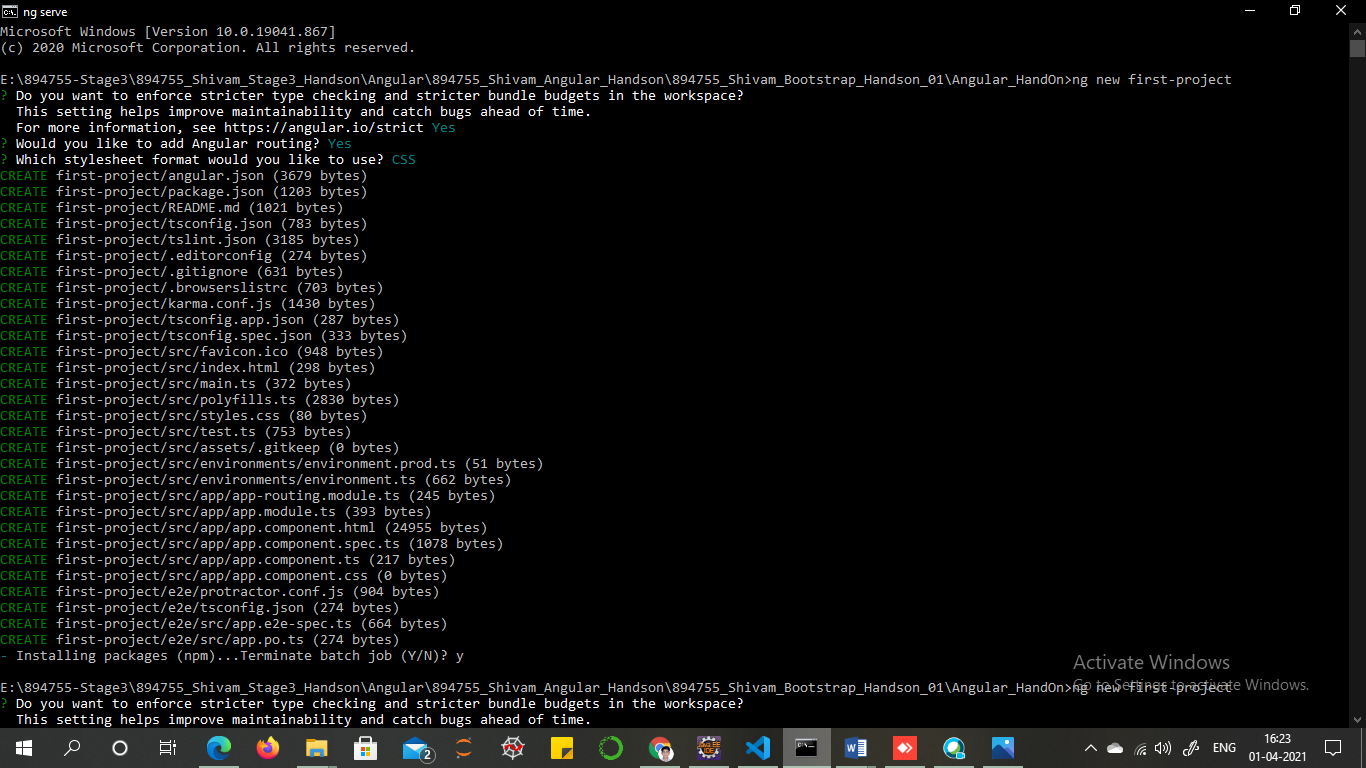 ng serve
Microsoft Windows [Version 10.0.19041.867]
(c) 2020 Microsoft Corporation. All rights reserved.
E:\894755-Stage3\894755_Shivam_Stage3_Handson\Angular\894755_Shivam_Angular_Handson\894755_Shivam_Bootstrap_Handson_01\Angular_HandOn>ng new first-project
? Do you want to enforce stricter type checking and stricter bundle budgets in the workspace?
This setting helps improve maintainability and catch bugs ahead of time.
For more information, see https://angular.io/strict Yes
? Would you like to add Angular routing? Yes
? Which stylesheet format would you like to use? CSS
CREATE first-project/angular.json (3679 bytes)
CREATE first-project/package.json (1203 bytes)
CREATE first-project/README.md (1021 bytes)
CREATE first-project/tsconfig.json (783 bytes)
CREATE first-project/tslint.json (3185 bytes)
CREATE first-project/.editorconfig (274 bytes)
CREATE first-project/.gitignore (631 bytes)
CREATE first-project/.browserslistrc (703 bytes)
CREATE first-project/karma.conf.js (1430 bytes)
CREATE first-project/tsconfig.app.json (287 bytes)
CREATE first-project/tsconfig.spec.json (333 bytes)
CREATE first-project/src/favicon.ico (948 bytes)
CREATE first-project/src/index.html (298 bytes)
CREATE first-project/src/main.ts (372 bytes)
CREATE first-project/src/polyfills.ts (2830 bytes)
CREATE first-project/src/styles.css (80 bytes)
CREATE first-project/src/test.ts (753 bytes)
CREATE first-project/src/assets/.gitkeep (0 bytes)
CREATE first-project/src/environments/environment.prod.ts (51 bytes)
CREATE first-project/src/environments/environment.ts (662 bytes)
CREATE first-project/src/app/app-routing.module.ts (245 bytes)
CREATE first-project/src/app/app.module.ts (393 bytes)
CREATE first-project/src/app/app.component.html (24955 bytes)
CREATE first-project/src/app/app.component.spec.ts (1078 bytes)
CREATE first-project/src/app/app.component.ts (217 bytes)
CREATE first-project/src/app/app.component.css (0 bytes)
CREATE first-project/e2e/protractor.conf.js (904 bytes)
CREATE first-project/e2e/tsconfig.json (274 bytes)
CREATE first-project/e2e/src/app.e2e-spec.ts (664 bytes)
CREATE first-project/e2e/src/app.po.ts (274 bytes)
- Installing packages (npm)...Terminate batch job (Y/N)? y
Activate Windows
E:\894755-Stage3\894755_Shivam_Stage3_Handson\Angular\894755_Shivam_Angular_Handson\894755_Shivam_Bootstrap_Handson_01\Angular_HandOn>ng new first-project
Go to Settings to activate Windows.
? Do you want to enforce stricter type checking and stricter bundle budgets in the workspace?
This setting helps improve maintainability and catch bugs ahead of time.
2
ENG
16:23
01-04-2021